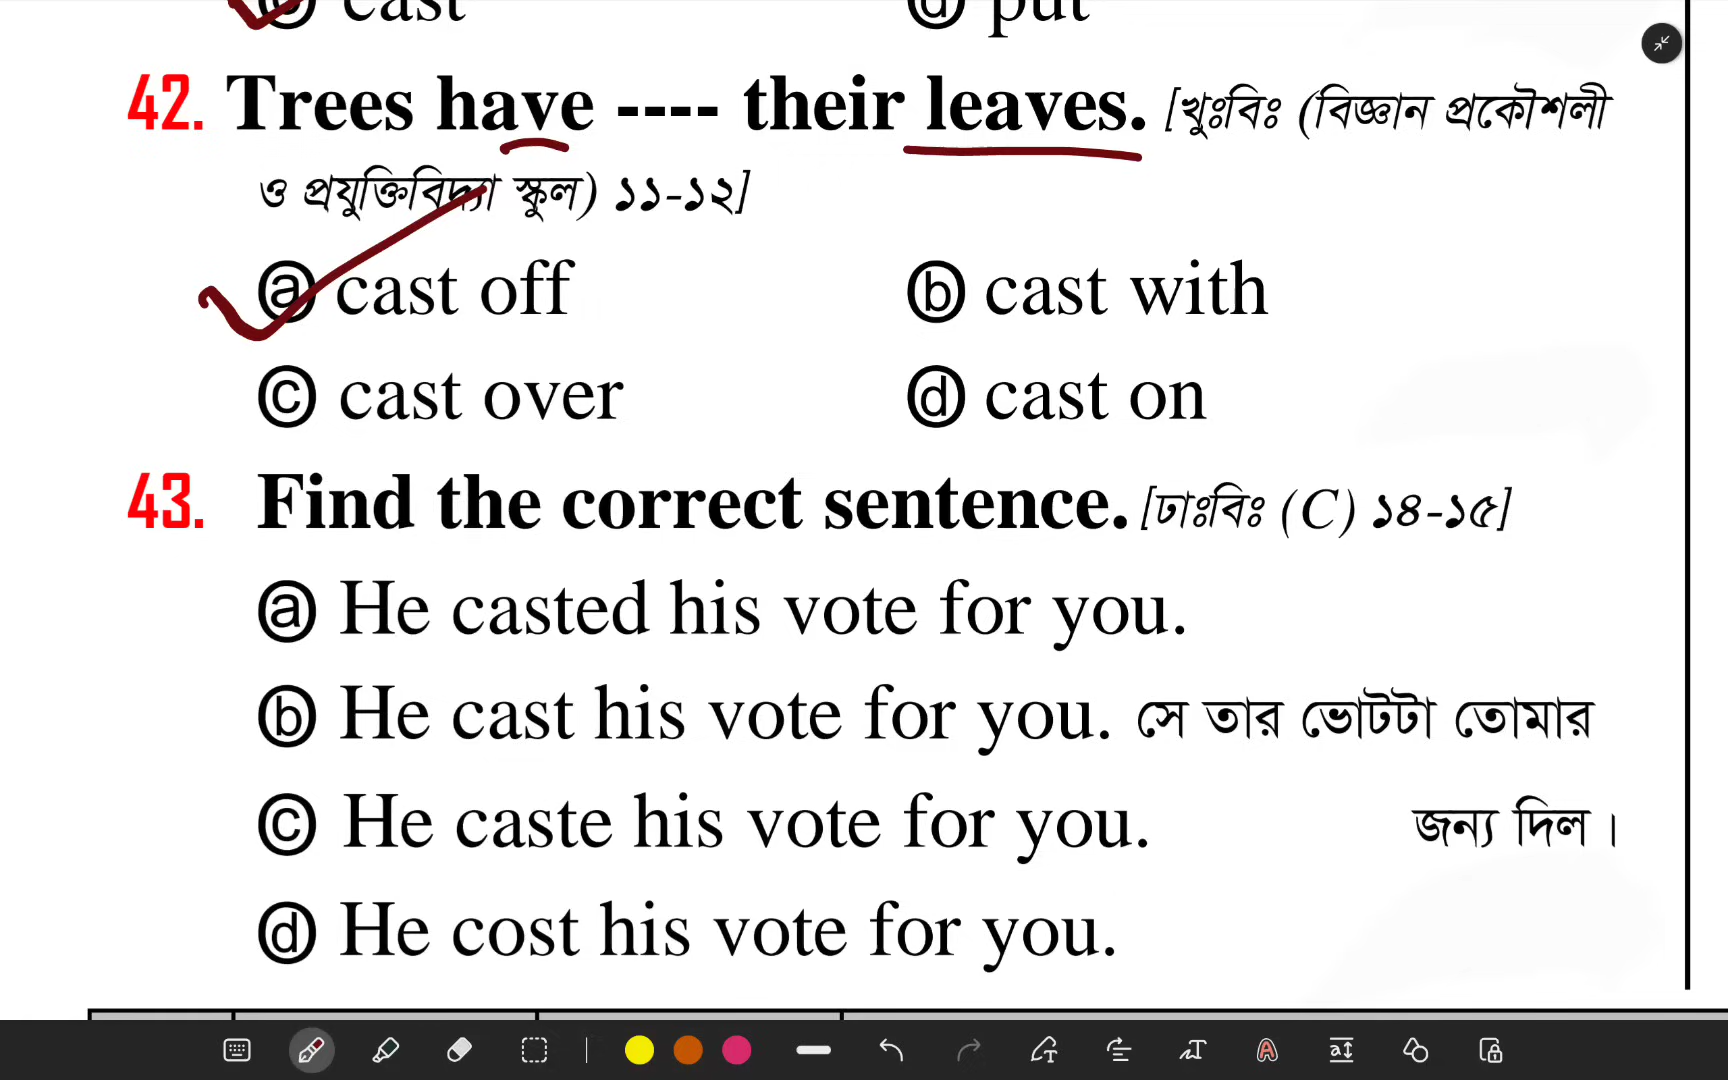 ⓒ cast ⓓ put
42. Trees have ---- their leaves. [খুঃবিঃ (বিজ্ঞান প্রকৌশলী
ও প্রযুক্তিবিদ্যা স্কুল) ১১-১২]
ⓐ cast off ⓑ cast with
ⓒ cast over ⓓ cast on
43. Find the correct sentence. [ঢাঃবিঃ (C) ১৪-১৫]
ⓐ He casted his vote for you.
ⓑ He cast his vote for you. সে তার ভোটটা তোমার
ⓒ He caste his vote for you. জন্য দিল।
ⓓ He cost his vote for you.